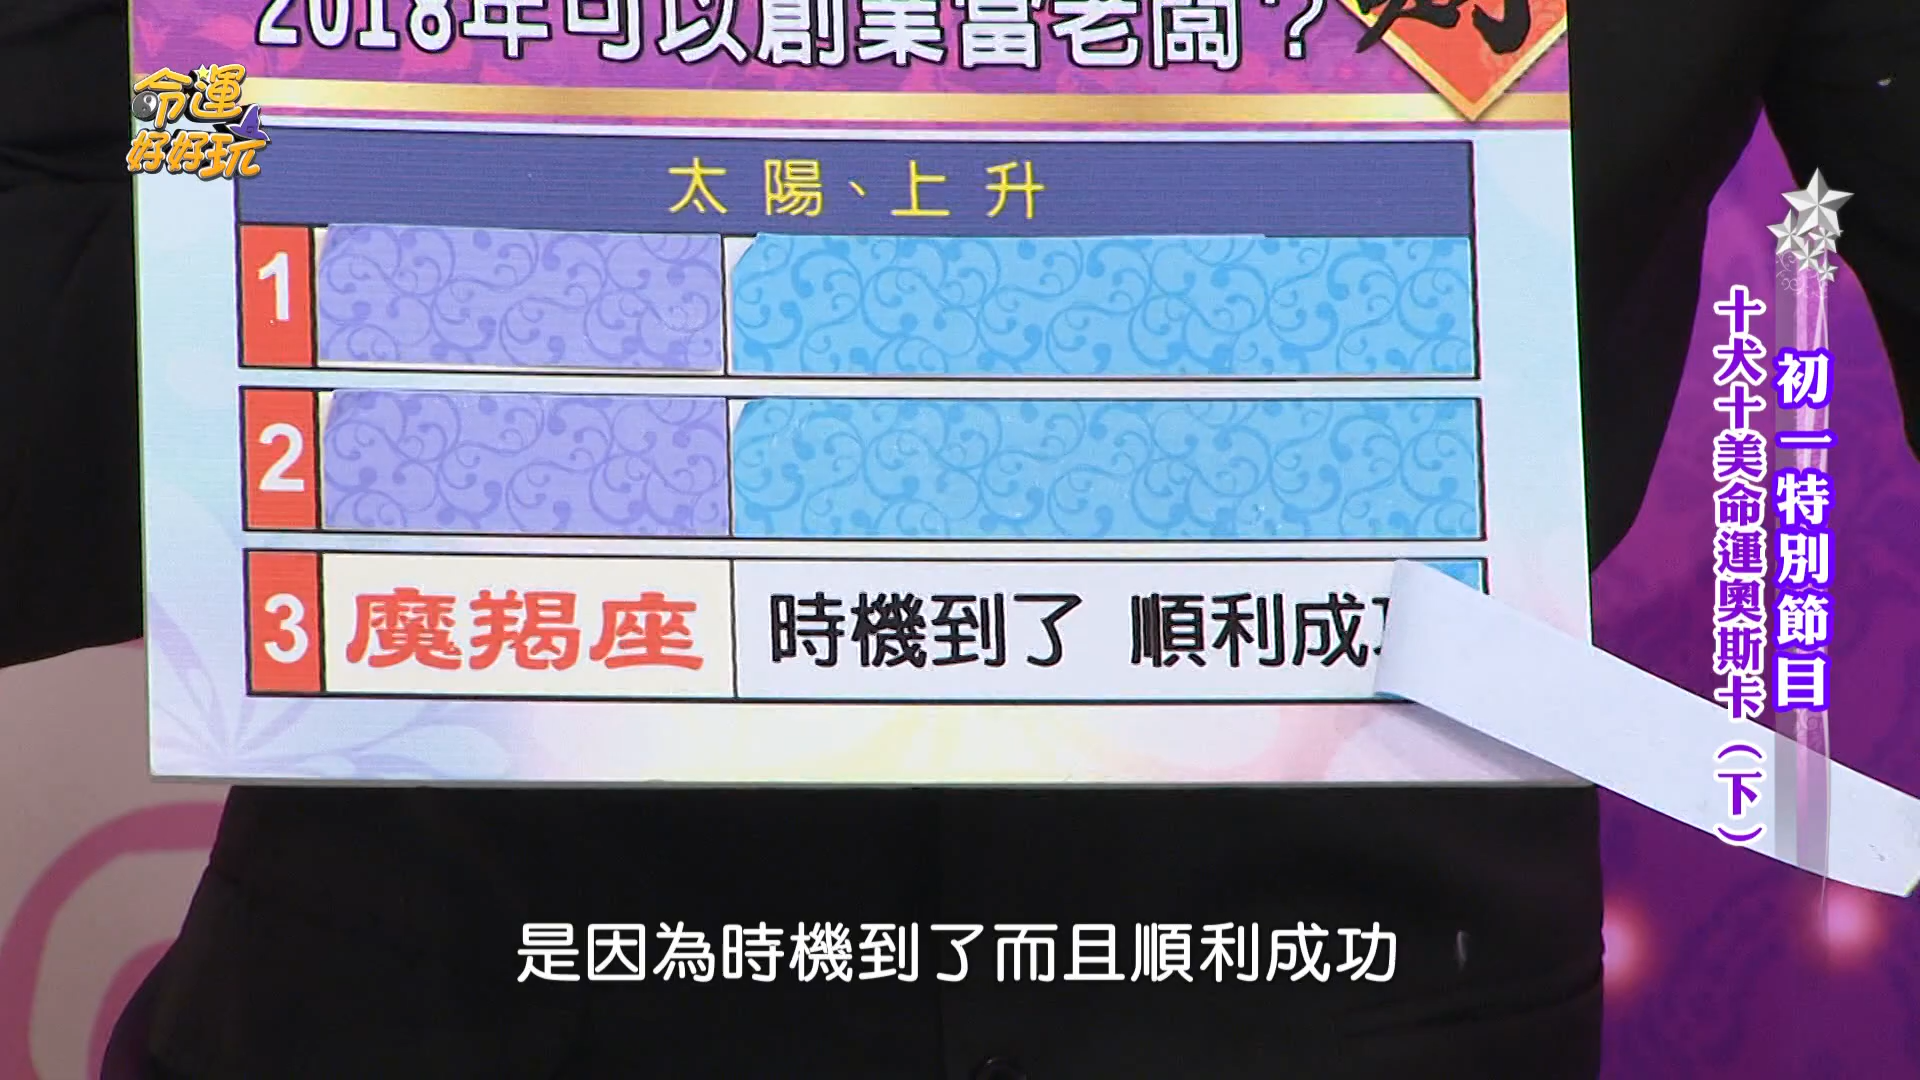 2018年可以創業當老闆？
命運
好好玩
太陽、上升
1
2
3 魔羯座 時機到了 順利成
初一特別節目
十犬十美命運奧斯卡（下）
是因為時機到了而且順利成功